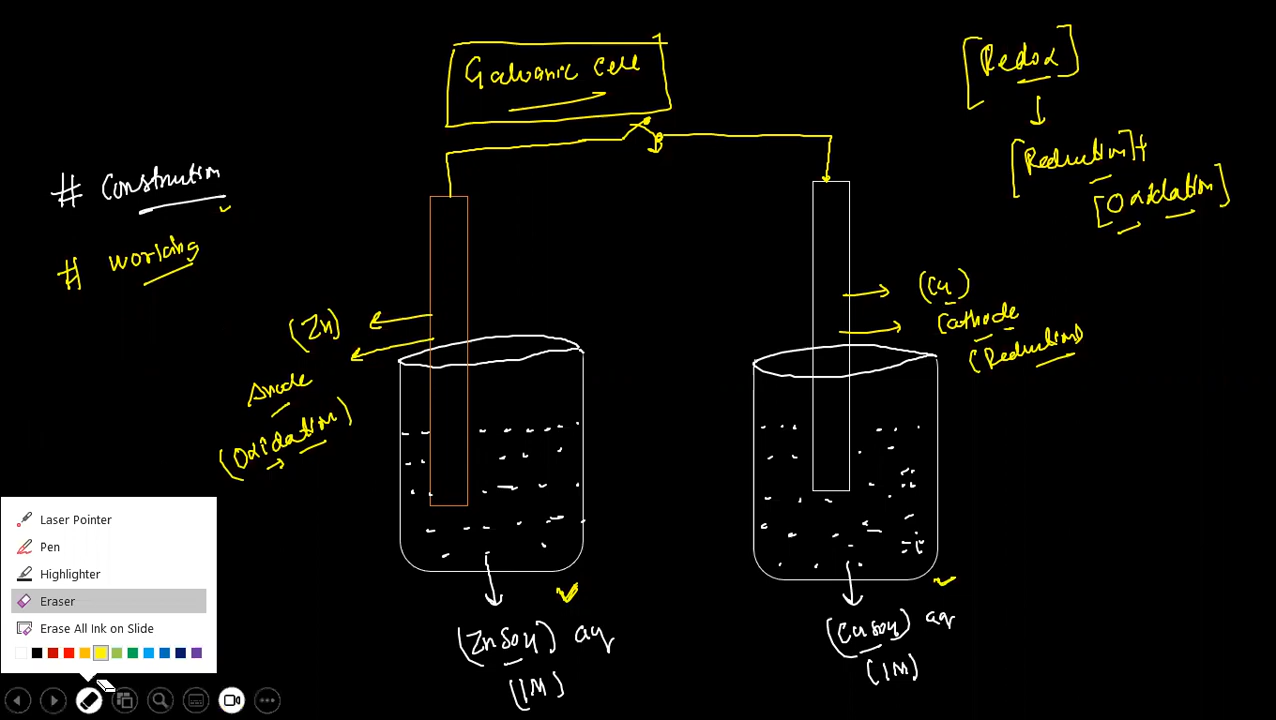 Galvanic cell
[Redox]
[Reduction] +
[Oxidation]
# Construction
# Working
(Zn)
Anode
(Oxidation)
(Cu)
Cathode
(Reduction)
(ZnSO4) aq
(1M)
(CuSO4) aq
(1M)
Laser Pointer
Pen
Highlighter
Eraser
Erase All Ink on Slide